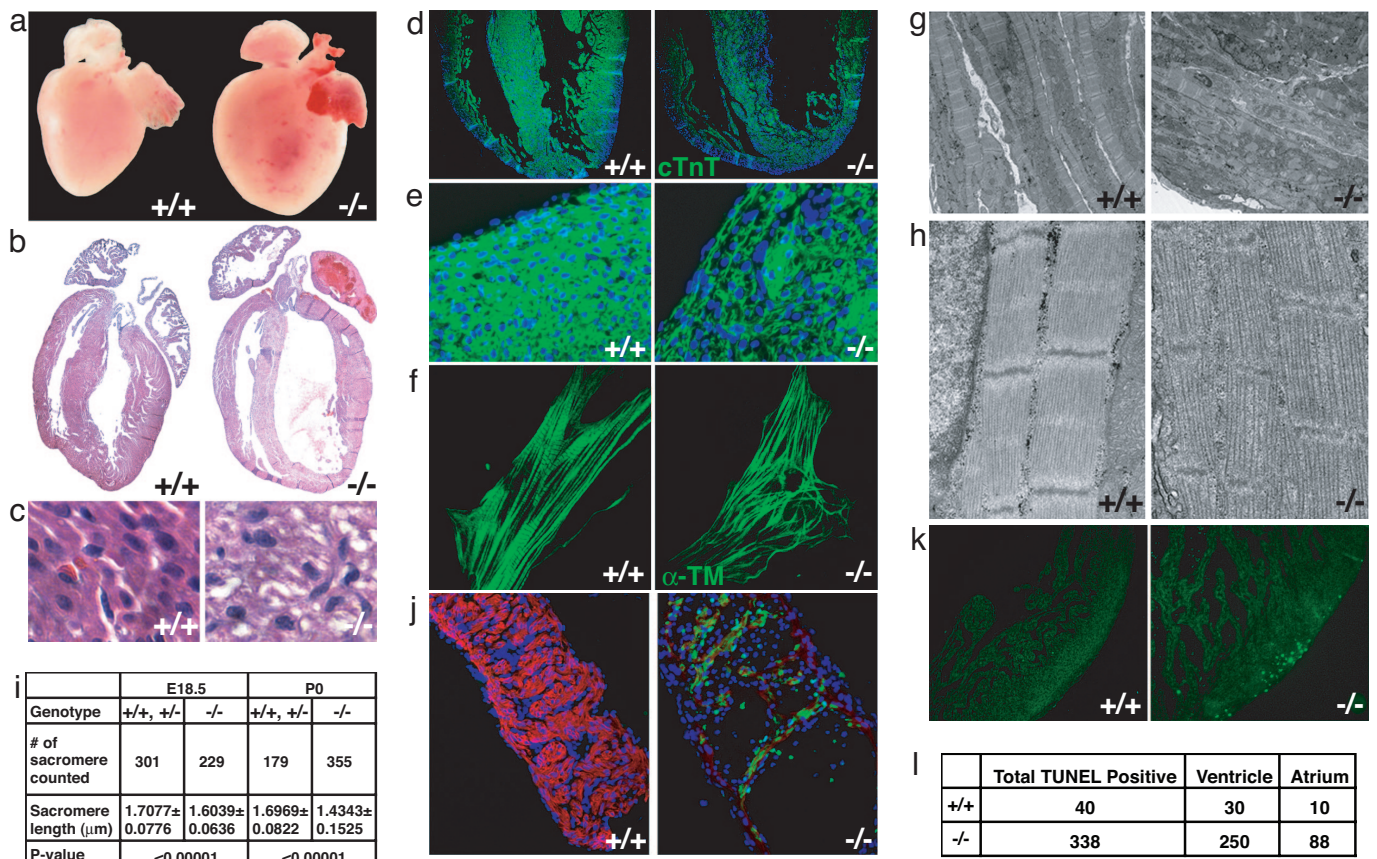 a
+/+
-/-
b
+/+
-/-
c
+/+
-/-
i
E18.5 P0
Genotype +/+, +/- -/- +/+, +/- -/-
# of
sacromere
counted
301 229 179 355
Sacromere
length (μm)
1.7077±
0.0776
1.6039±
0.0636
1.6969±
0.0822
1.4343±
0.1525
P-value <0.00001 <0.00001
d
+/+
cTnT
-/-
e
+/+
-/-
f
+/+
α-TM
-/-
j
+/+
-/-
g
+/+
-/-
h
+/+
-/-
k
+/+
-/-
l
Total TUNEL Positive Ventricle Atrium
+/+ 40 30 10
-/- 338 250 88